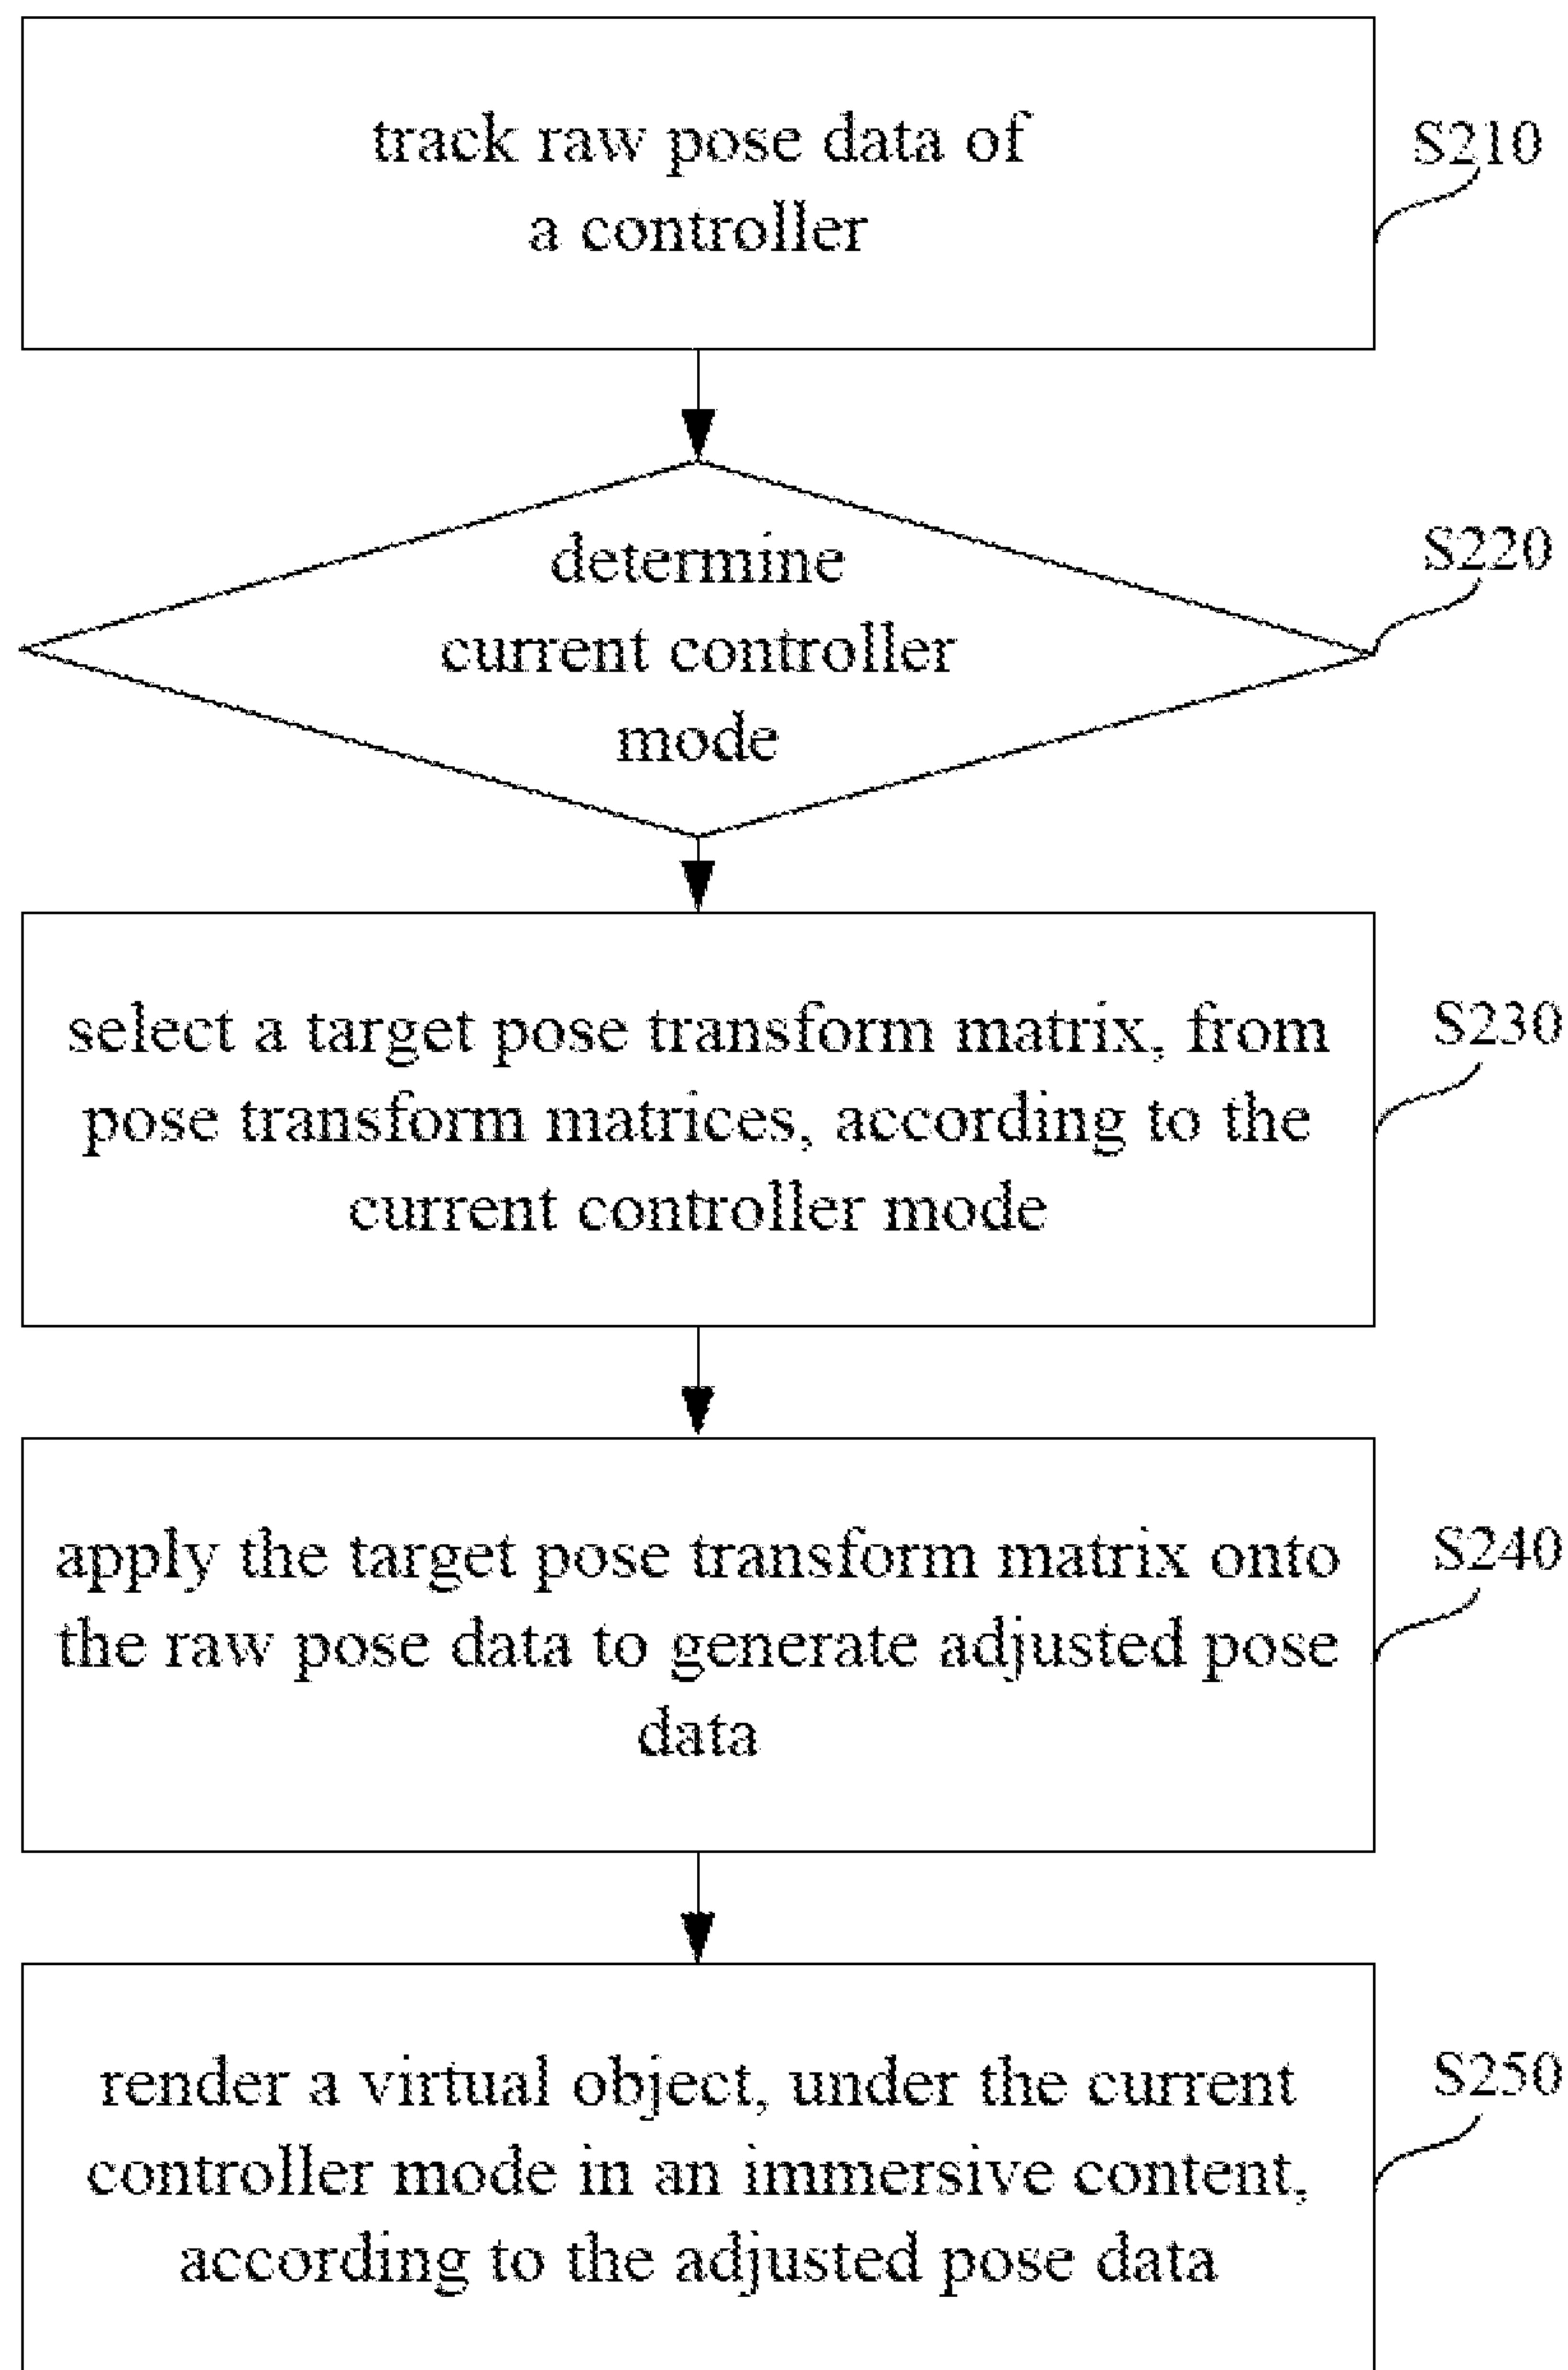 track raw pose data of
a controller
S210
determine
current controller
mode
S220
select a target pose transform matrix, from
pose transform matrices, according to the
current controller mode
S230
apply the target pose transform matrix onto
the raw pose data to generate adjusted pose
data
S240
render a virtual object, under the current
controller mode in an immersive content,
according to the adjusted pose data
S250